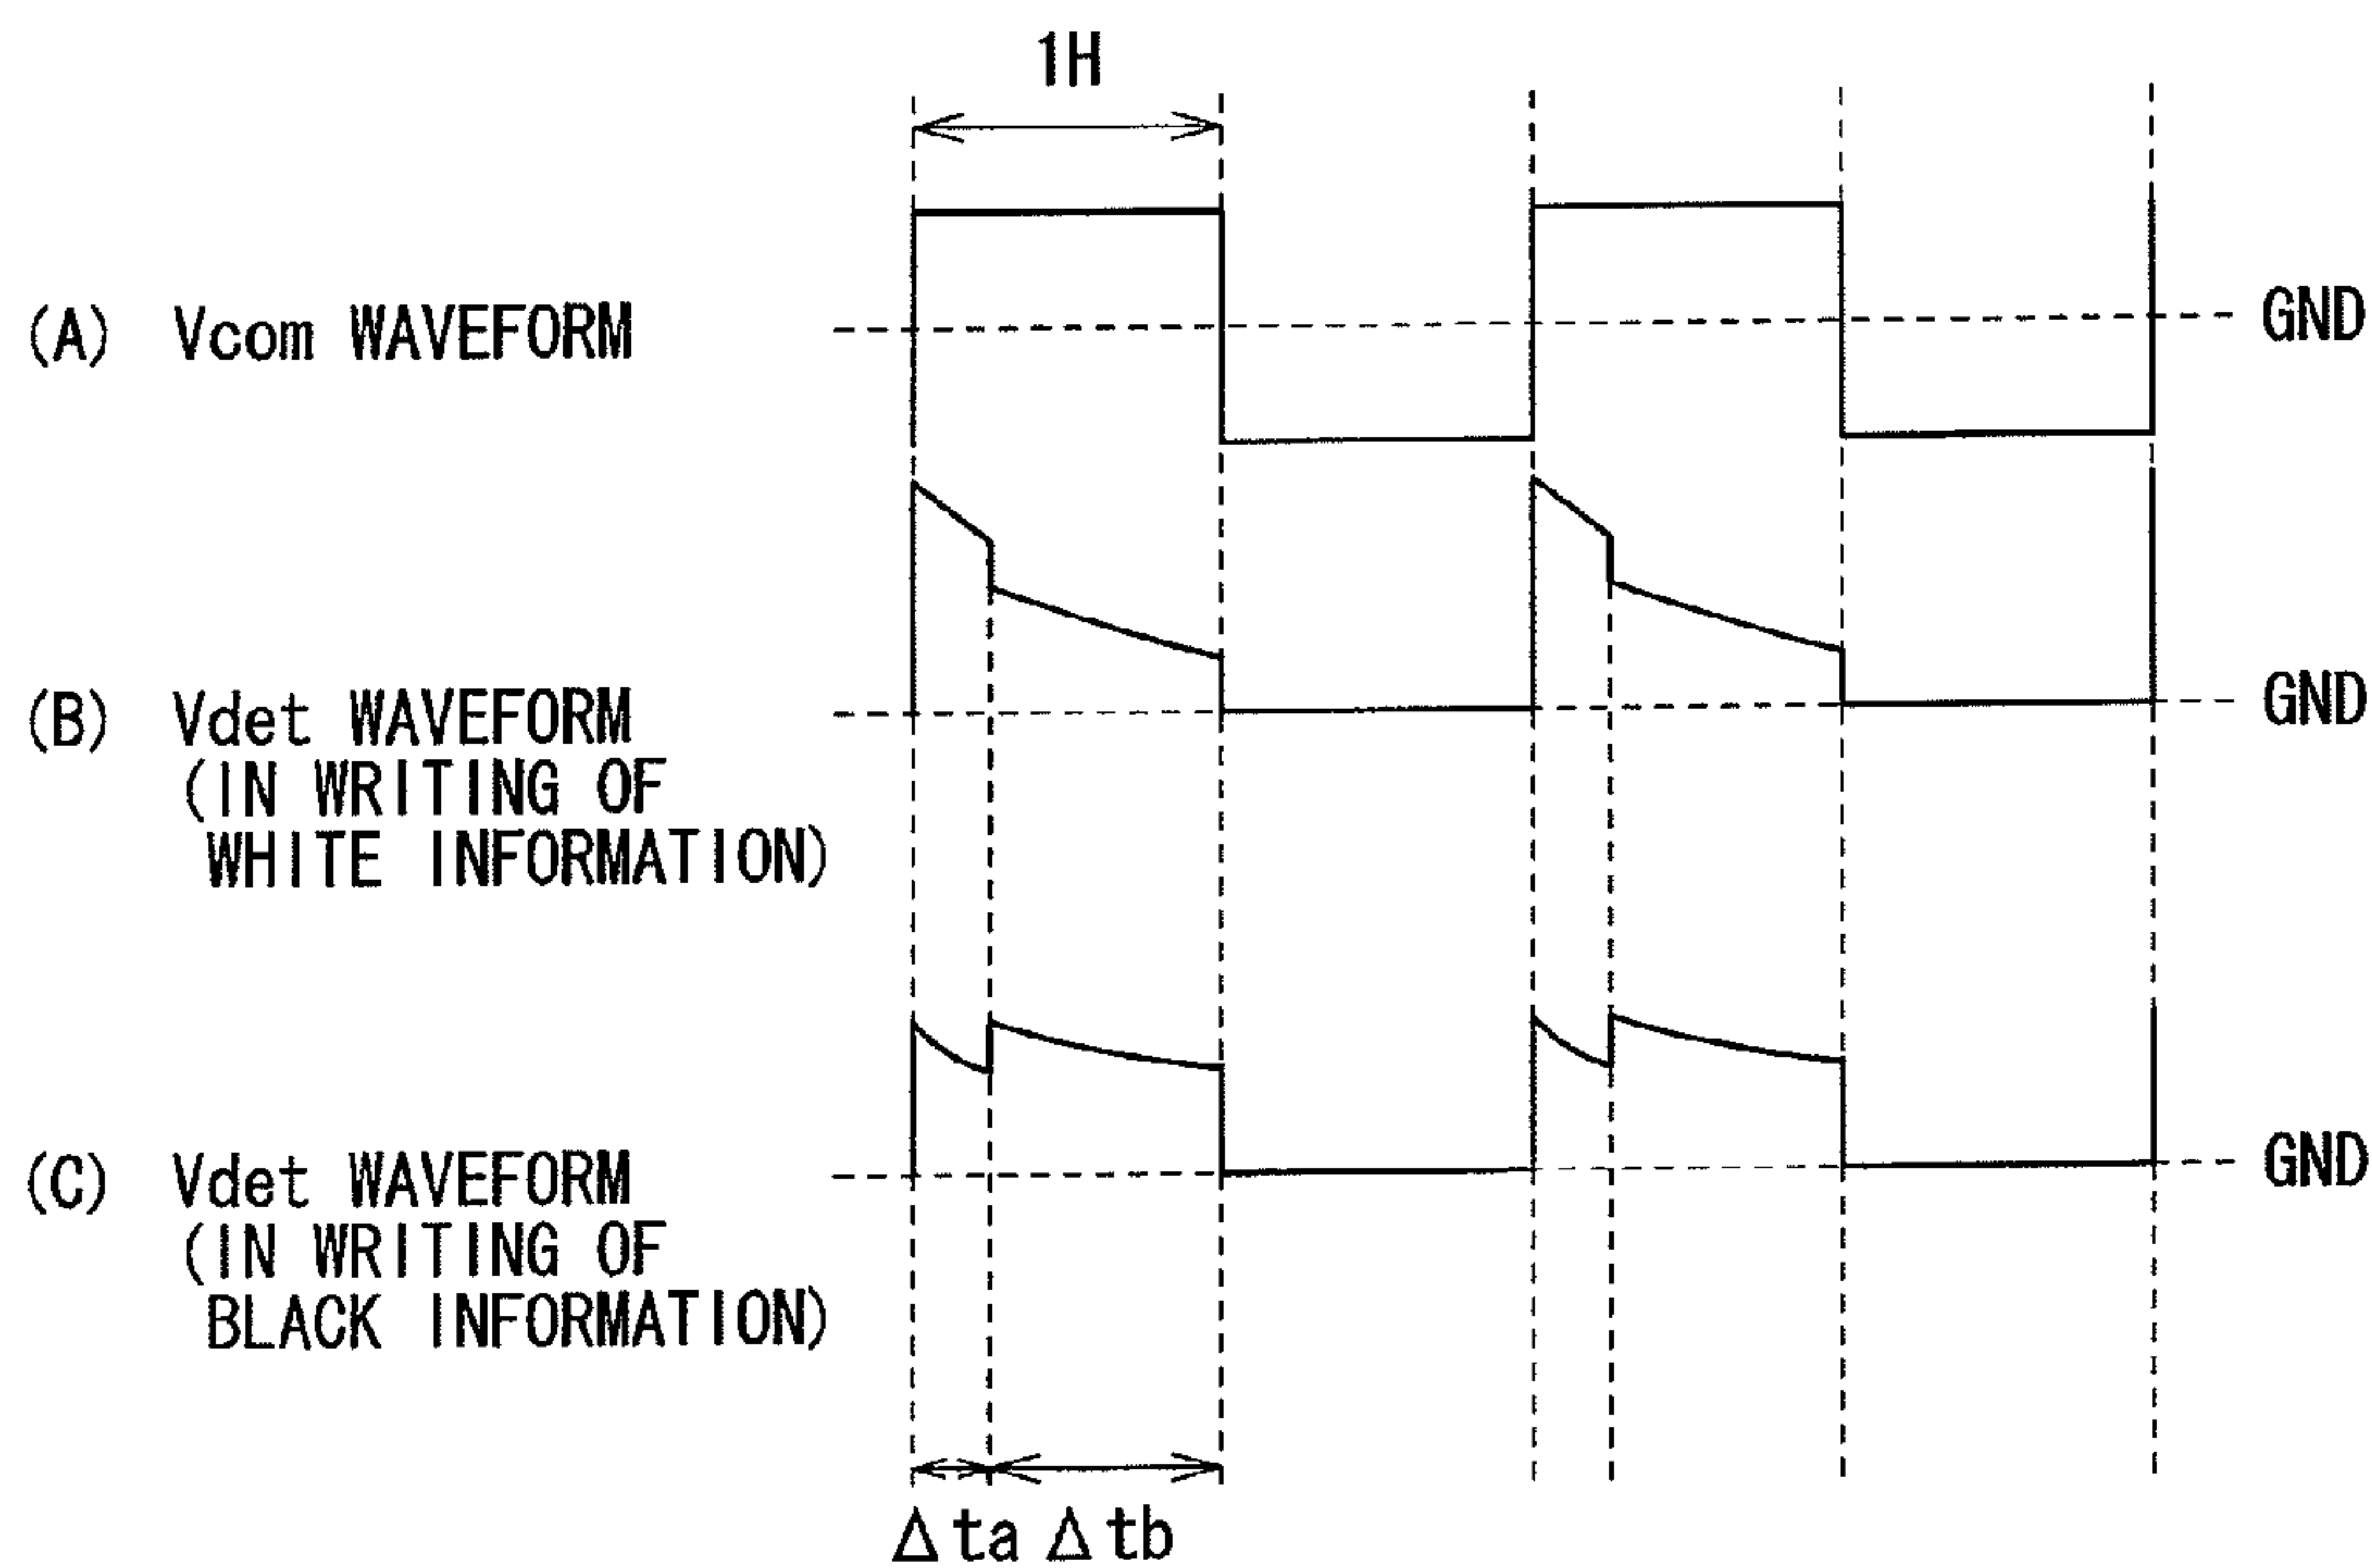 1H
(A) Vcom WAVEFORM
GND
(B) Vdet WAVEFORM
(IN WRITING OF
WHITE INFORMATION)
GND
(C) Vdet WAVEFORM
(IN WRITING OF
BLACK INFORMATION)
GND
Δta Δtb